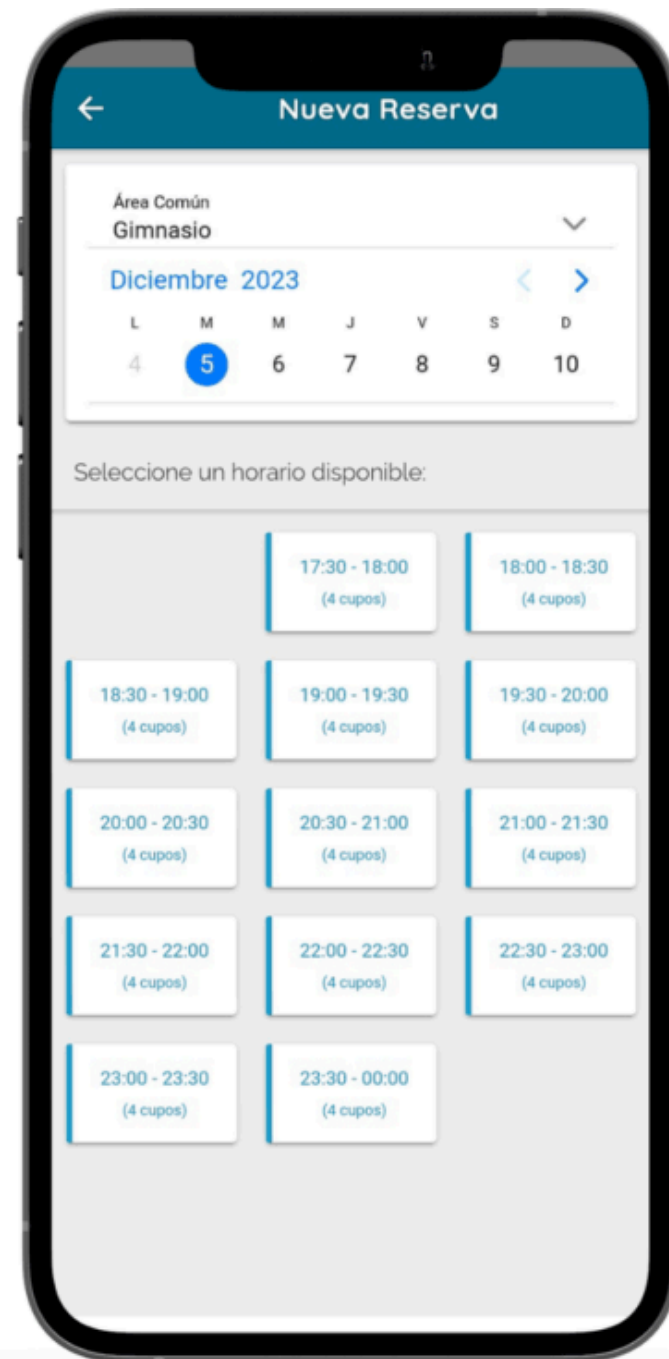 Nueva Reserva
Área Común
Gimnasio
Diciembre 2023
L M M J V S D
4 5 6 7 8 9 10
Seleccione un horario disponible:
17:30 - 18:00 18:00 - 18:30
(4 cupos) (4 cupos)
18:30 - 19:00 19:00 - 19:30 19:30 - 20:00
(4 cupos) (4 cupos) (4 cupos)
20:00 - 20:30 20:30 - 21:00 21:00 - 21:30
(4 cupos) (4 cupos) (4 cupos)
21:30 - 22:00 22:00 - 22:30 22:30 - 23:00
(4 cupos) (4 cupos) (4 cupos)
23:00 - 23:30 23:30 - 00:00
(4 cupos) (4 cupos)